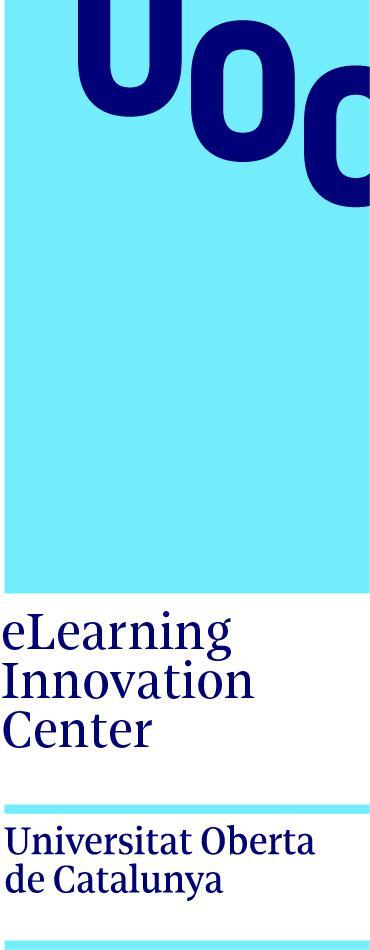 UOC
eLearning
Innovation
Center
Universitat Oberta
de Catalunya